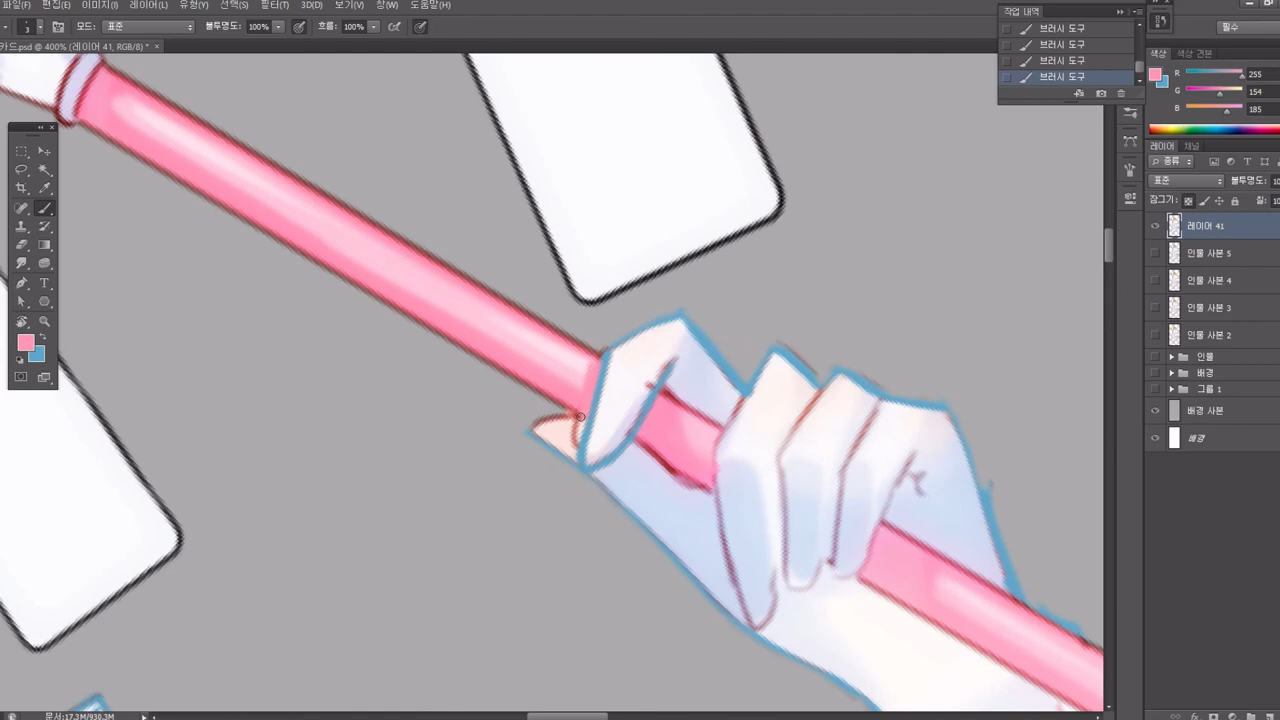 파일(F) 편집(E) 이미지(I) 레이어(L) 유형(Y) 선택(S) 필터(T) 3D(D) 보기(V) 창(W) 도움말(H)
3 모드: 표준 불투명도: 100% 흐름: 100%
카드.psd @ 400% (레이어 41, RGB/8) * ×
작업 내역
브러시 도구
브러시 도구
브러시 도구
브러시 도구
필수
색상 색상 견본
R 255
G 154
B 185
레이어 채널
종류
표준 불투명도: 10
잠그기: 칠: 10
레이어 41
인물 사본 5
인물 사본 4
인물 사본 3
인물 사본 2
인물
배경
그룹 1
배경 사본
배경
문서:17.3M/930.3M